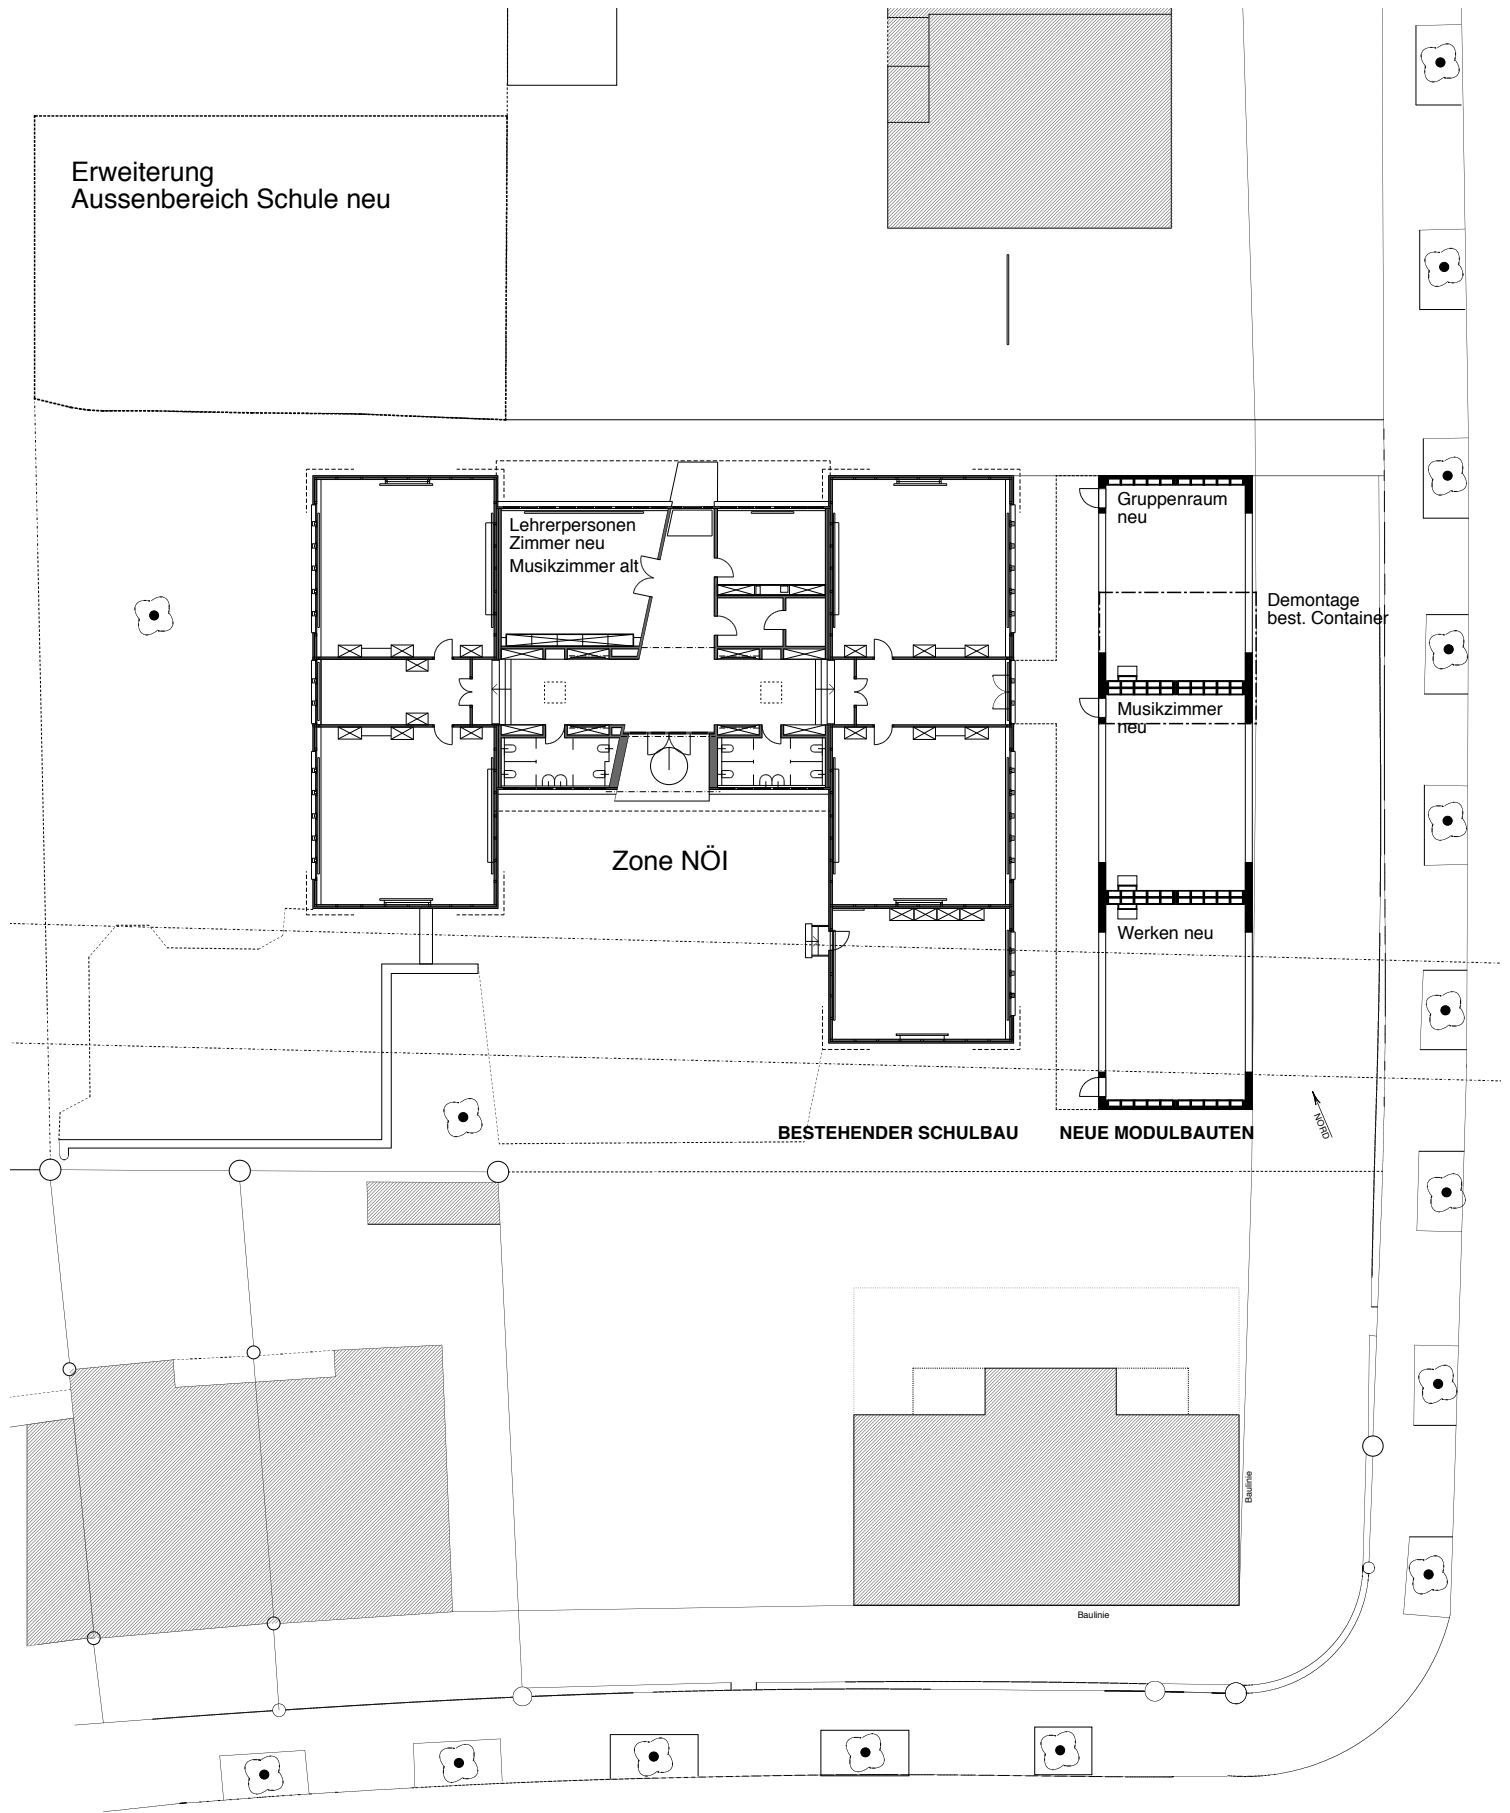 Erweiterung
Aussenbereich Schule neu
Lehrerpersonen
Zimmer neu
Musikzimmer alt
Gruppenraum
neu
Demontage
best. Container
Musikzimmer
neu
Zone NÖI
Werken neu
BESTEHENDER SCHULBAU
NEUE MODULBAUTEN
NORD
Baulinie
Baulinie